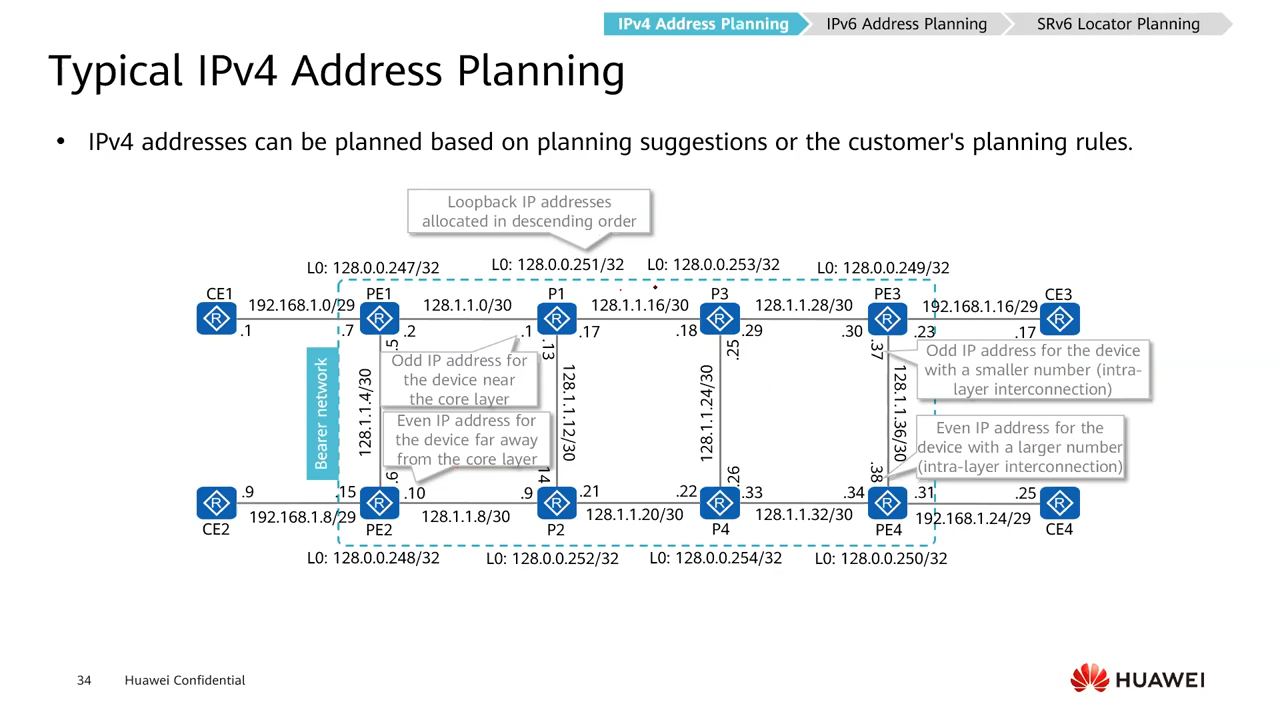 IPv4 Address Planning
IPv6 Address Planning
SRv6 Locator Planning
Typical IPv4 Address Planning
• IPv4 addresses can be planned based on planning suggestions or the customer's planning rules.
Loopback IP addresses
allocated in descending order
L0: 128.0.0.247/32
L0: 128.0.0.251/32
L0: 128.0.0.253/32
L0: 128.0.0.249/32
CE1
PE1
P1
P3
PE3
CE3
192.168.1.0/29
128.1.1.0/30
128.1.1.16/30
128.1.1.28/30
192.168.1.16/29
R
R
R
R
R
R
.1
.7
.2
.1
.17
.18
.29
.30
.23
.17
.5
.13
.25
.37
Odd IP address for
the device near
the core layer
Odd IP address for the device
with a smaller number (intra-
layer interconnection)
Bearer network
128.1.1.4/30
128.1.1.12/30
128.1.1.24/30
128.1.1.36/30
Even IP address for
the device far away
from the core layer
Even IP address for the
device with a larger number
(intra-layer interconnection)
.6
14
.26
.38
.9
.15
.10
.9
.21
.22
.33
.34
.31
.25
R
R
R
R
R
R
192.168.1.8/29
128.1.1.8/30
128.1.1.20/30
128.1.1.32/30
192.168.1.24/29
CE2
PE2
P2
P4
PE4
CE4
L0: 128.0.0.248/32
L0: 128.0.0.252/32
L0: 128.0.0.254/32
L0: 128.0.0.250/32
34
Huawei Confidential
HUAWEI